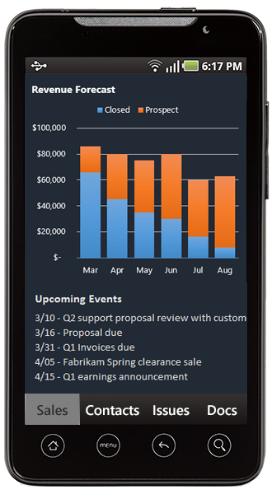 6:17 PM
Revenue Forecast
Closed Prospect
$100,000
$80,000
$60,000
$40,000
$20,000
$-
Mar Apr May Jun Jul Aug
Upcoming Events
3/10 - Q2 support proposal review with custom
3/16 - Proposal due
3/31 - Q1 Invoices due
4/05 - Fabrikam Spring clearance sale
4/15 - Q1 earnings announcement
Sales Contacts Issues Docs
MENU